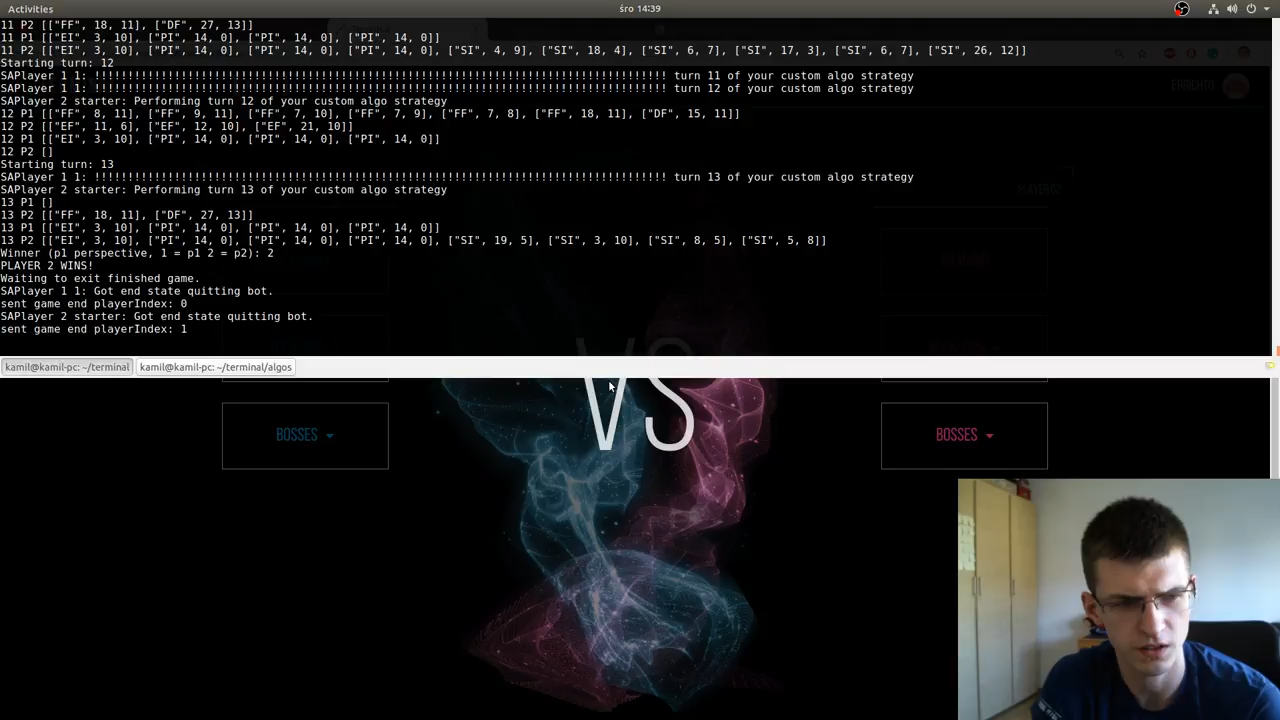 Activities
śro 14:39
11 P2 [["FF", 18, 11], ["DF", 27, 13]]
11 P1 [["EI", 3, 10], ["PI", 14, 0], ["PI", 14, 0], ["PI", 14, 0]]
11 P2 [["EI", 3, 10], ["PI", 14, 0], ["PI", 14, 0], ["PI", 14, 0], ["SI", 4, 9], ["SI", 18, 4], ["SI", 6, 7], ["SI", 17, 3], ["SI", 6, 7], ["SI", 26, 12]]
Starting turn: 12
SAPlayer 1 1: !!!!!!!!!!!!!!!!!!!!!!!!!!!!!!!!!!!!!!!!!!!!!!!!!!!!!!!!!!!!!!!!!!!!!!!!!!!!!!!!!!!!! turn 11 of your custom algo strategy
SAPlayer 1 1: !!!!!!!!!!!!!!!!!!!!!!!!!!!!!!!!!!!!!!!!!!!!!!!!!!!!!!!!!!!!!!!!!!!!!!!!!!!!!!!!!!!!! turn 12 of your custom algo strategy
SAPlayer 2 starter: Performing turn 12 of your custom algo strategy
12 P1 [["FF", 8, 11], ["FF", 9, 11], ["FF", 7, 10], ["FF", 7, 9], ["FF", 7, 8], ["FF", 18, 11], ["DF", 15, 11]]
12 P2 [["EF", 11, 6], ["EF", 12, 10], ["EF", 21, 10]]
12 P1 [["EI", 3, 10], ["PI", 14, 0], ["PI", 14, 0], ["PI", 14, 0]]
12 P2 []
Starting turn: 13
SAPlayer 1 1: !!!!!!!!!!!!!!!!!!!!!!!!!!!!!!!!!!!!!!!!!!!!!!!!!!!!!!!!!!!!!!!!!!!!!!!!!!!!!!!!!!!!! turn 13 of your custom algo strategy
SAPlayer 2 starter: Performing turn 13 of your custom algo strategy
13 P1 []
13 P2 [["FF", 18, 11], ["DF", 27, 13]]
13 P1 [["EI", 3, 10], ["PI", 14, 0], ["PI", 14, 0], ["PI", 14, 0]]
13 P2 [["EI", 3, 10], ["PI", 14, 0], ["PI", 14, 0], ["PI", 14, 0], ["SI", 19, 5], ["SI", 3, 10], ["SI", 8, 5], ["SI", 5, 8]]
Winner (p1 perspective, 1 = p1 2 = p2): 2
PLAYER 2 WINS!
Waiting to exit finished game.
SAPlayer 1 1: Got end state quitting bot.
sent game end playerIndex: 0
SAPlayer 2 starter: Got end state quitting bot.
sent game end playerIndex: 1
ERRICHTO
PLAYER 02
kamil@kamil-pc: ~/terminal
kamil@kamil-pc: ~/terminal/algos
VS
BOSSES
BOSSES